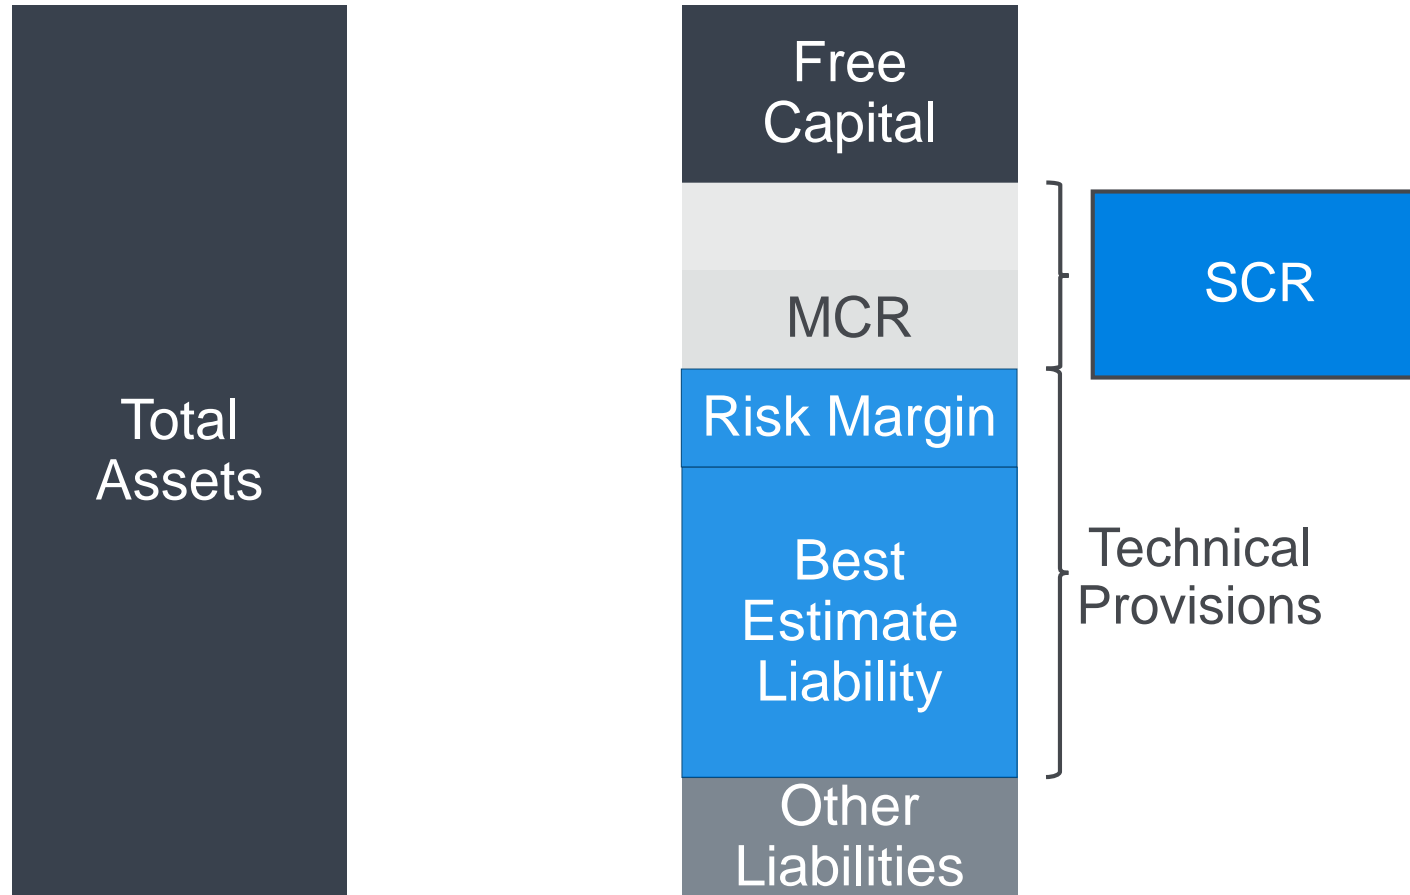 Total
Assets
Free
Capital
MCR
Risk Margin
Best
Estimate
Liability
Other
Liabilities
SCR
Technical
Provisions